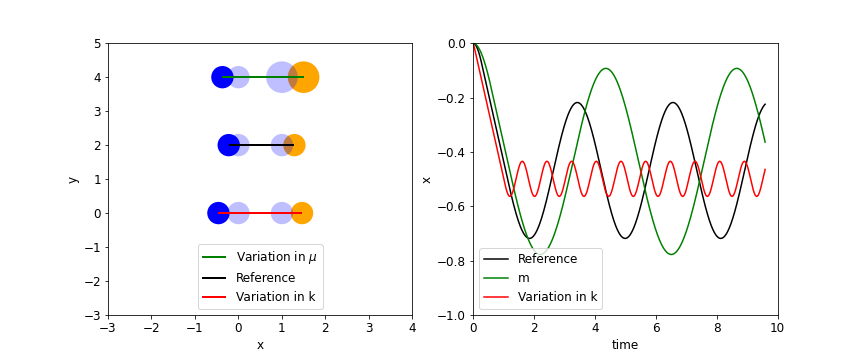 5
4
3
2
1
0
−1
−2
−3
y
−3 −2 −1 0 1 2 3 4
x
Variation in μ
Reference
Variation in k
0.0
−0.2
−0.4
−0.6
−0.8
−1.0
x
0 2 4 6 8 10
time
Reference
m
Variation in k